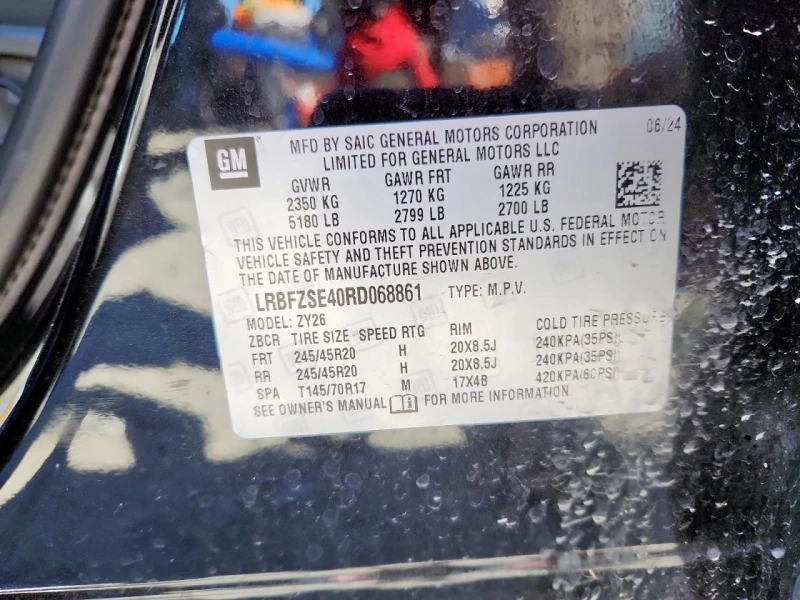 GM
MFD BY SAIC GENERAL MOTORS CORPORATION 06/24
LIMITED FOR GENERAL MOTORS LLC
GVWR GAWR FRT GAWR RR
2350 KG 1270 KG 1225 KG
5180 LB 2799 LB 2700 LB
THIS VEHICLE CONFORMS TO ALL APPLICABLE U.S. FEDERAL MOTOR
VEHICLE SAFETY AND THEFT PREVENTION STANDARDS IN EFFECT ON
THE DATE OF MANUFACTURE SHOWN ABOVE.
LRBFZSE40RD068861 TYPE: M.P.V.
MODEL: ZY26
ZBCR TIRE SIZE SPEED RTG RIM COLD TIRE PRESSURE
FRT 245/45R20 H 20X8.5J 240KPA(35PSI)
RR 245/45R20 H 20X8.5J 240KPA(35PSI)
SPA T145/70R17 M 17X4B 420KPA(60PSI)
SEE OWNER'S MANUAL FOR MORE INFORMATION